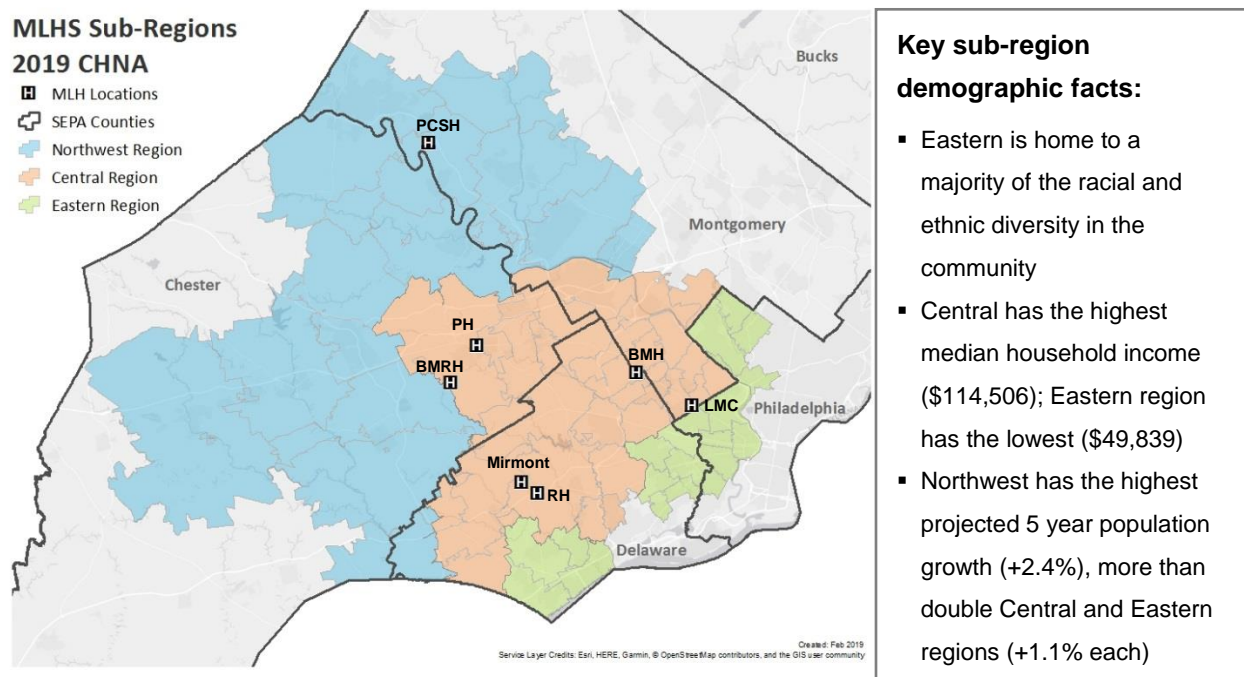 MLHS Sub-Regions
2019 CHNA
H MLH Locations
SEPA Counties
Northwest Region
Central Region
Eastern Region
Bucks
PCSH
H
Montgomery
Chester
PH
H
BMRH
H
BMH
H
H LMC
Philadelphia
Mirmont
H
H RH
Delaware
Created: Feb 2019
Service Layer Credits: Esri, HERE, Garmin, © OpenStreetMap contributors, and the GIS user community
Key sub-region
demographic facts:
▪ Eastern is home to a
majority of the racial and
ethnic diversity in the
community
▪ Central has the highest
median household income
($114,506); Eastern region
has the lowest ($49,839)
▪ Northwest has the highest
projected 5 year population
growth (+2.4%), more than
double Central and Eastern
regions (+1.1% each)